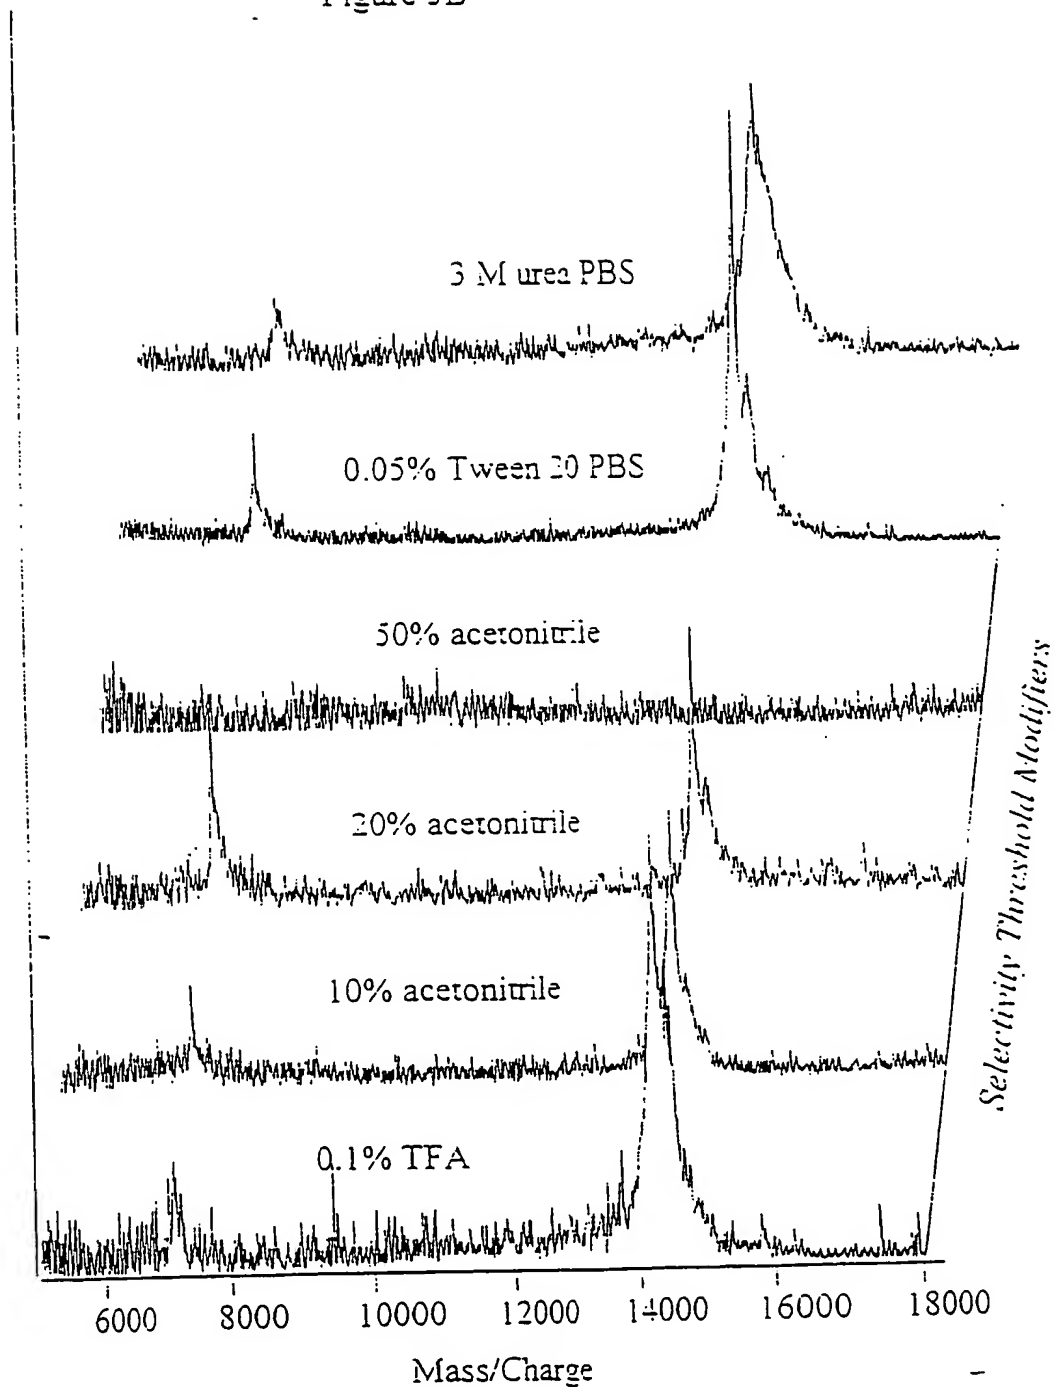 3 M urea PBS
0.05% Tween 20 PBS
50% acetonitrile
20% acetonitrile
10% acetonitrile
0.1% TFA
Selectivity Threshold Modifiers
6000 8000 10000 12000 14000 16000 18000
Mass/Charge